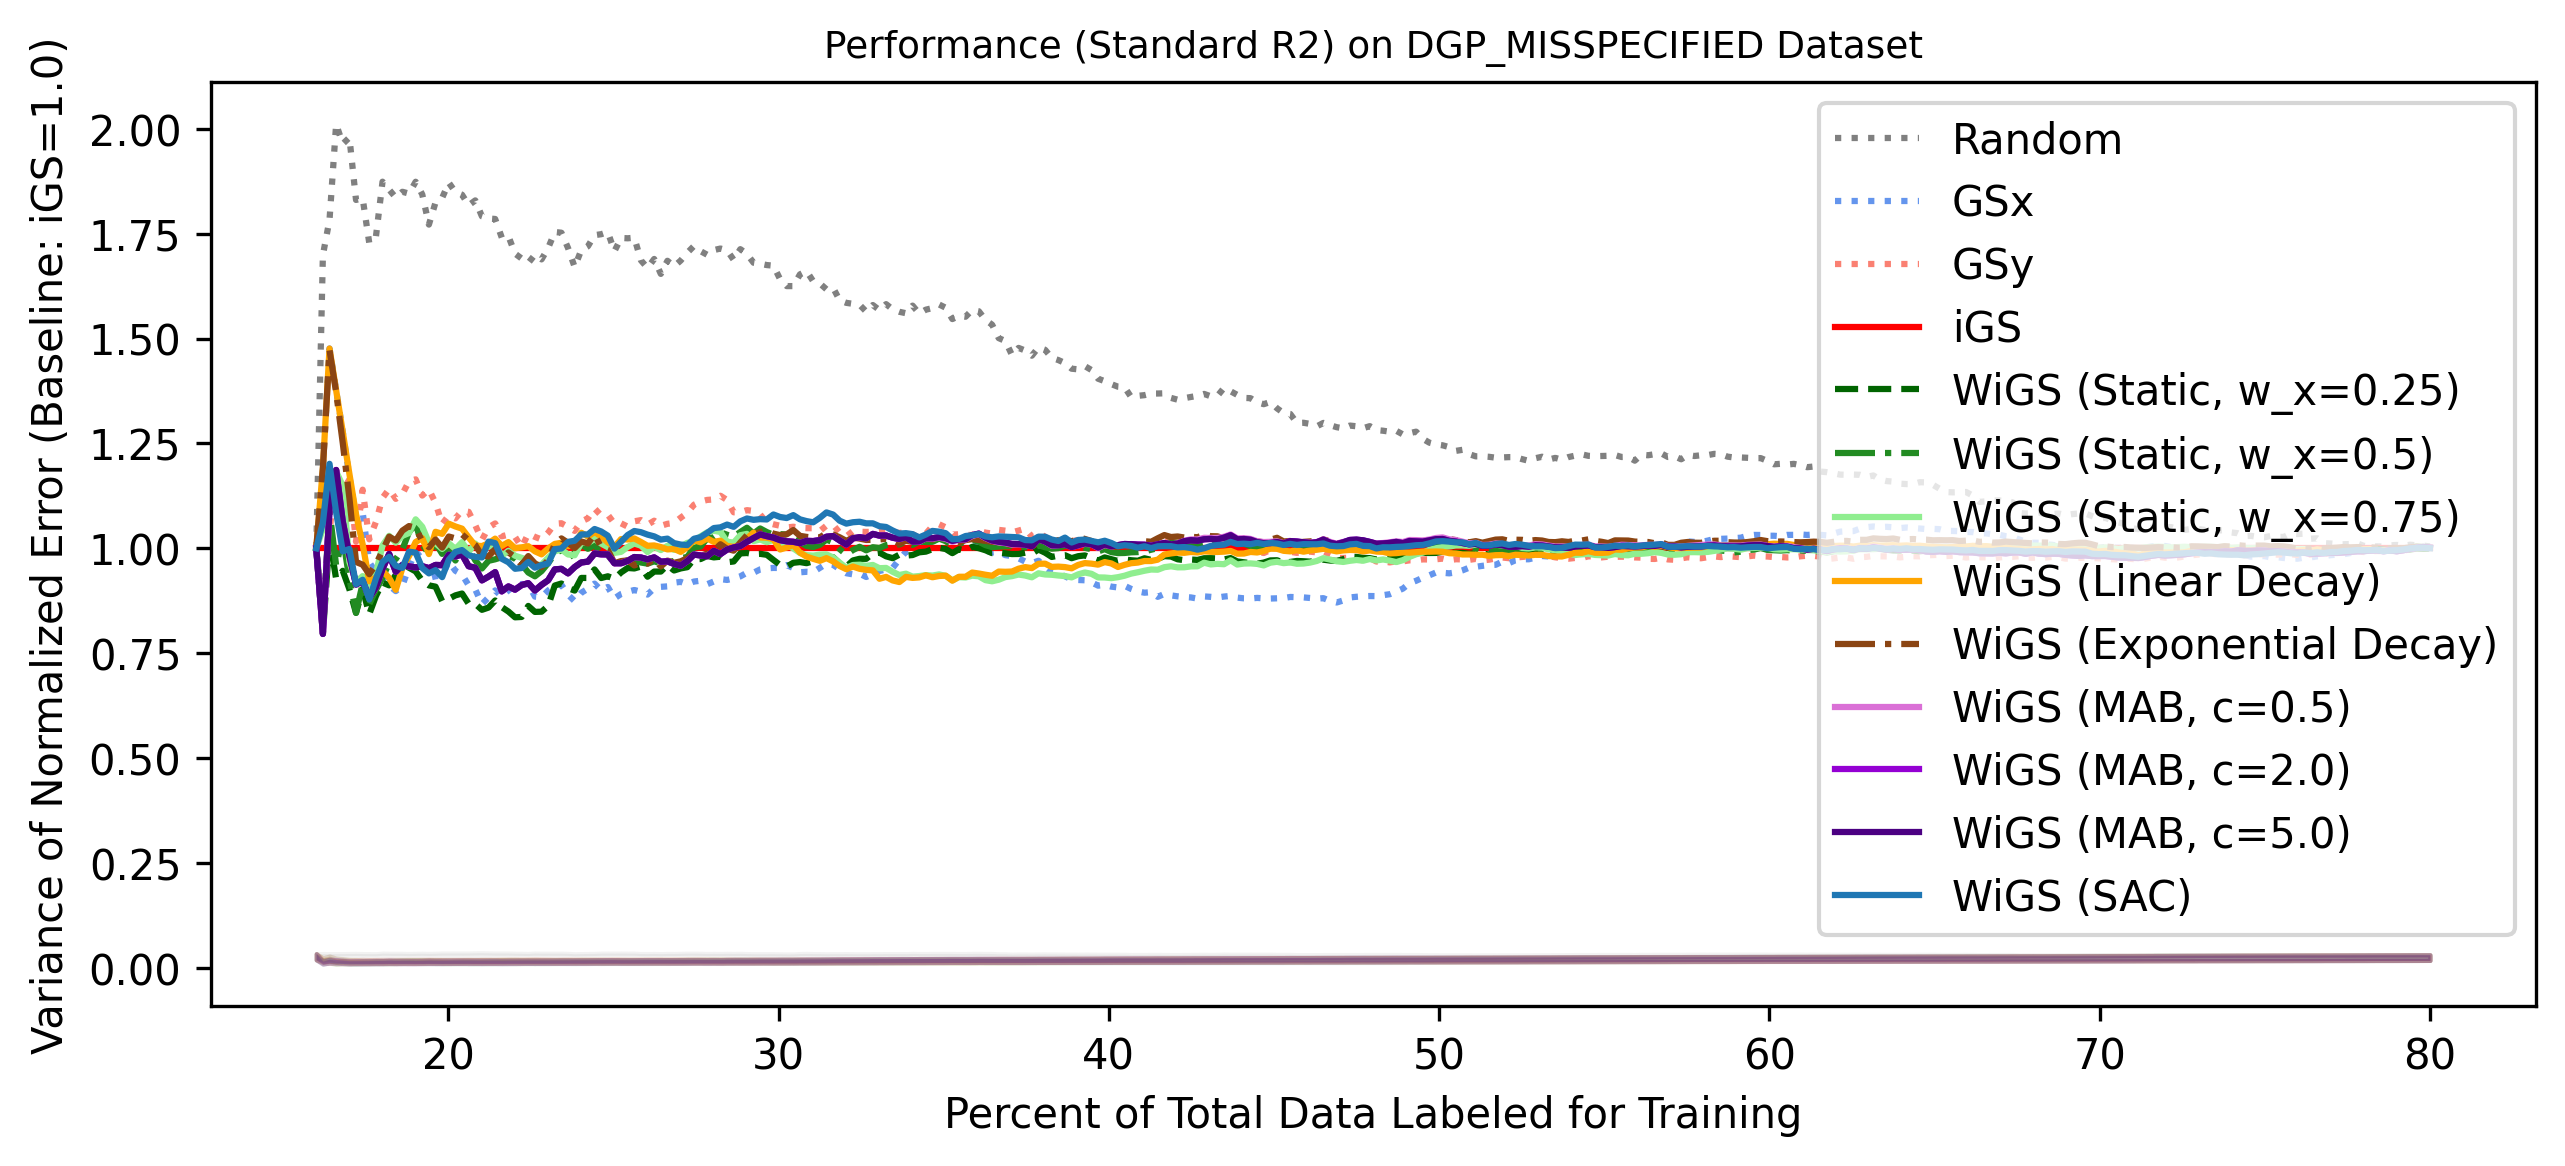 Performance (Standard R2) on DGP_MISSPECIFIED Dataset
Variance of Normalized Error (Baseline: iGS=1.0)
2.00
1.75
1.50
1.25
1.00
0.75
0.50
0.25
0.00
20
30
40
50
60
70
80
Percent of Total Data Labeled for Training
Random
GSx
GSy
iGS
WiGS (Static, w_x=0.25)
WiGS (Static, w_x=0.5)
WiGS (Static, w_x=0.75)
WiGS (Linear Decay)
WiGS (Exponential Decay)
WiGS (MAB, c=0.5)
WiGS (MAB, c=2.0)
WiGS (MAB, c=5.0)
WiGS (SAC)